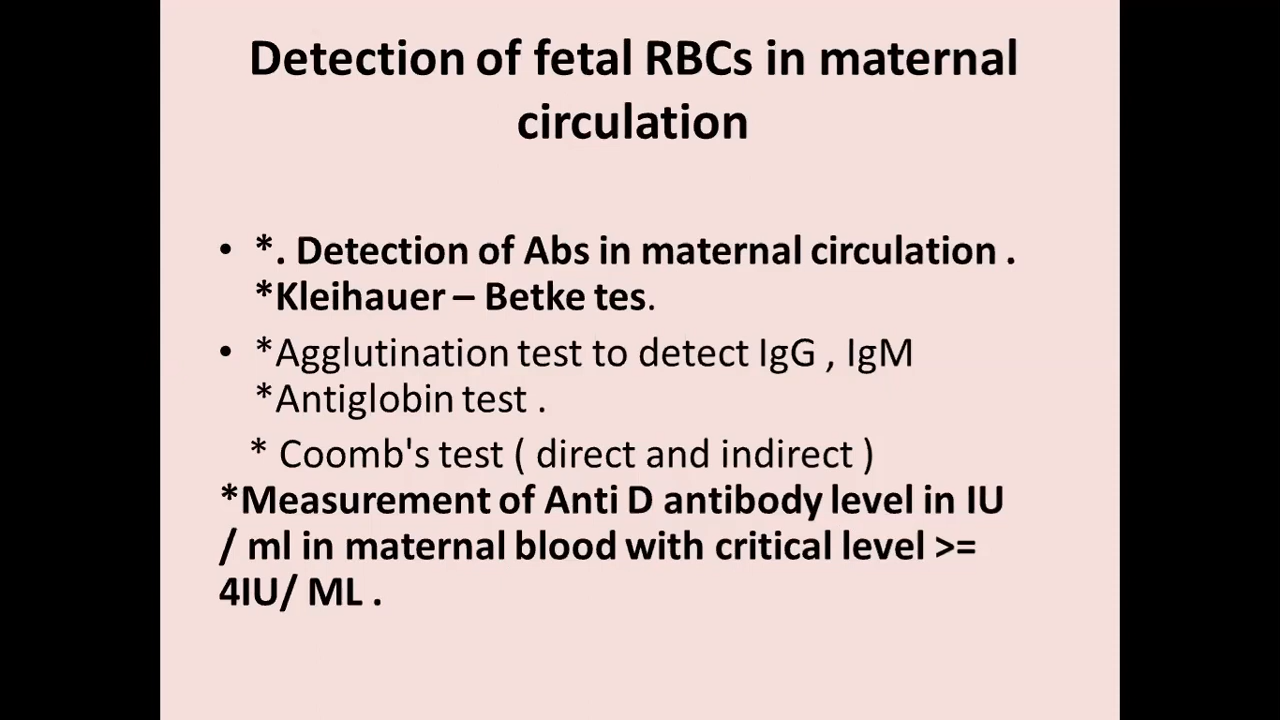 Detection of fetal RBCs in maternal
circulation
• *. Detection of Abs in maternal circulation .
*Kleihauer – Betke tes.
• *Agglutination test to detect IgG , IgM
*Antiglobin test .
* Coomb's test ( direct and indirect )
*Measurement of Anti D antibody level in IU
/ ml in maternal blood with critical level >=
4IU/ ML .